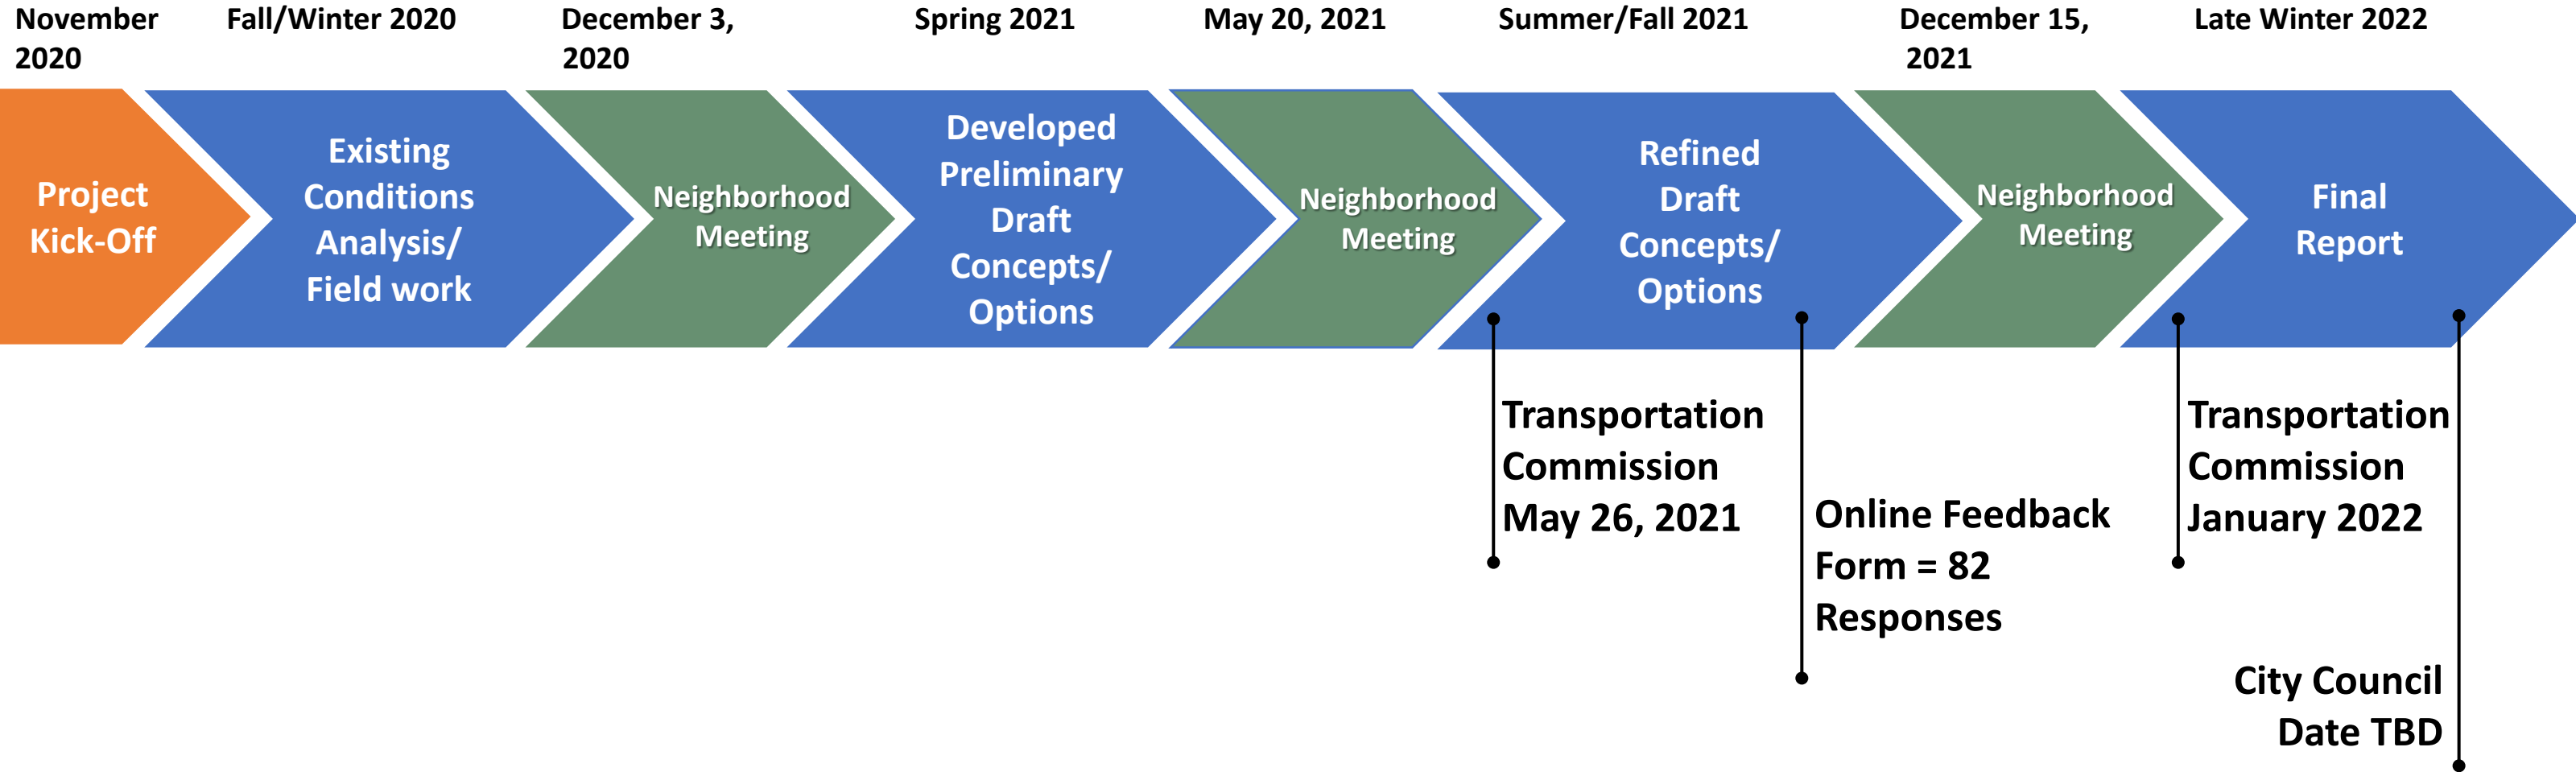 November
2020
Fall/Winter 2020
December 3,
2020
Spring 2021
May 20, 2021
Summer/Fall 2021
December 15,
2021
Late Winter 2022
Project
Kick-Off
Existing
Conditions
Analysis/
Field work
Neighborhood
Meeting
Developed
Preliminary
Draft
Concepts/
Options
Neighborhood
Meeting
Refined
Draft
Concepts/
Options
Neighborhood
Meeting
Final
Report
Transportation
Commission
May 26, 2021
Online Feedback
Form = 82
Responses
Transportation
Commission
January 2022
City Council
Date TBD